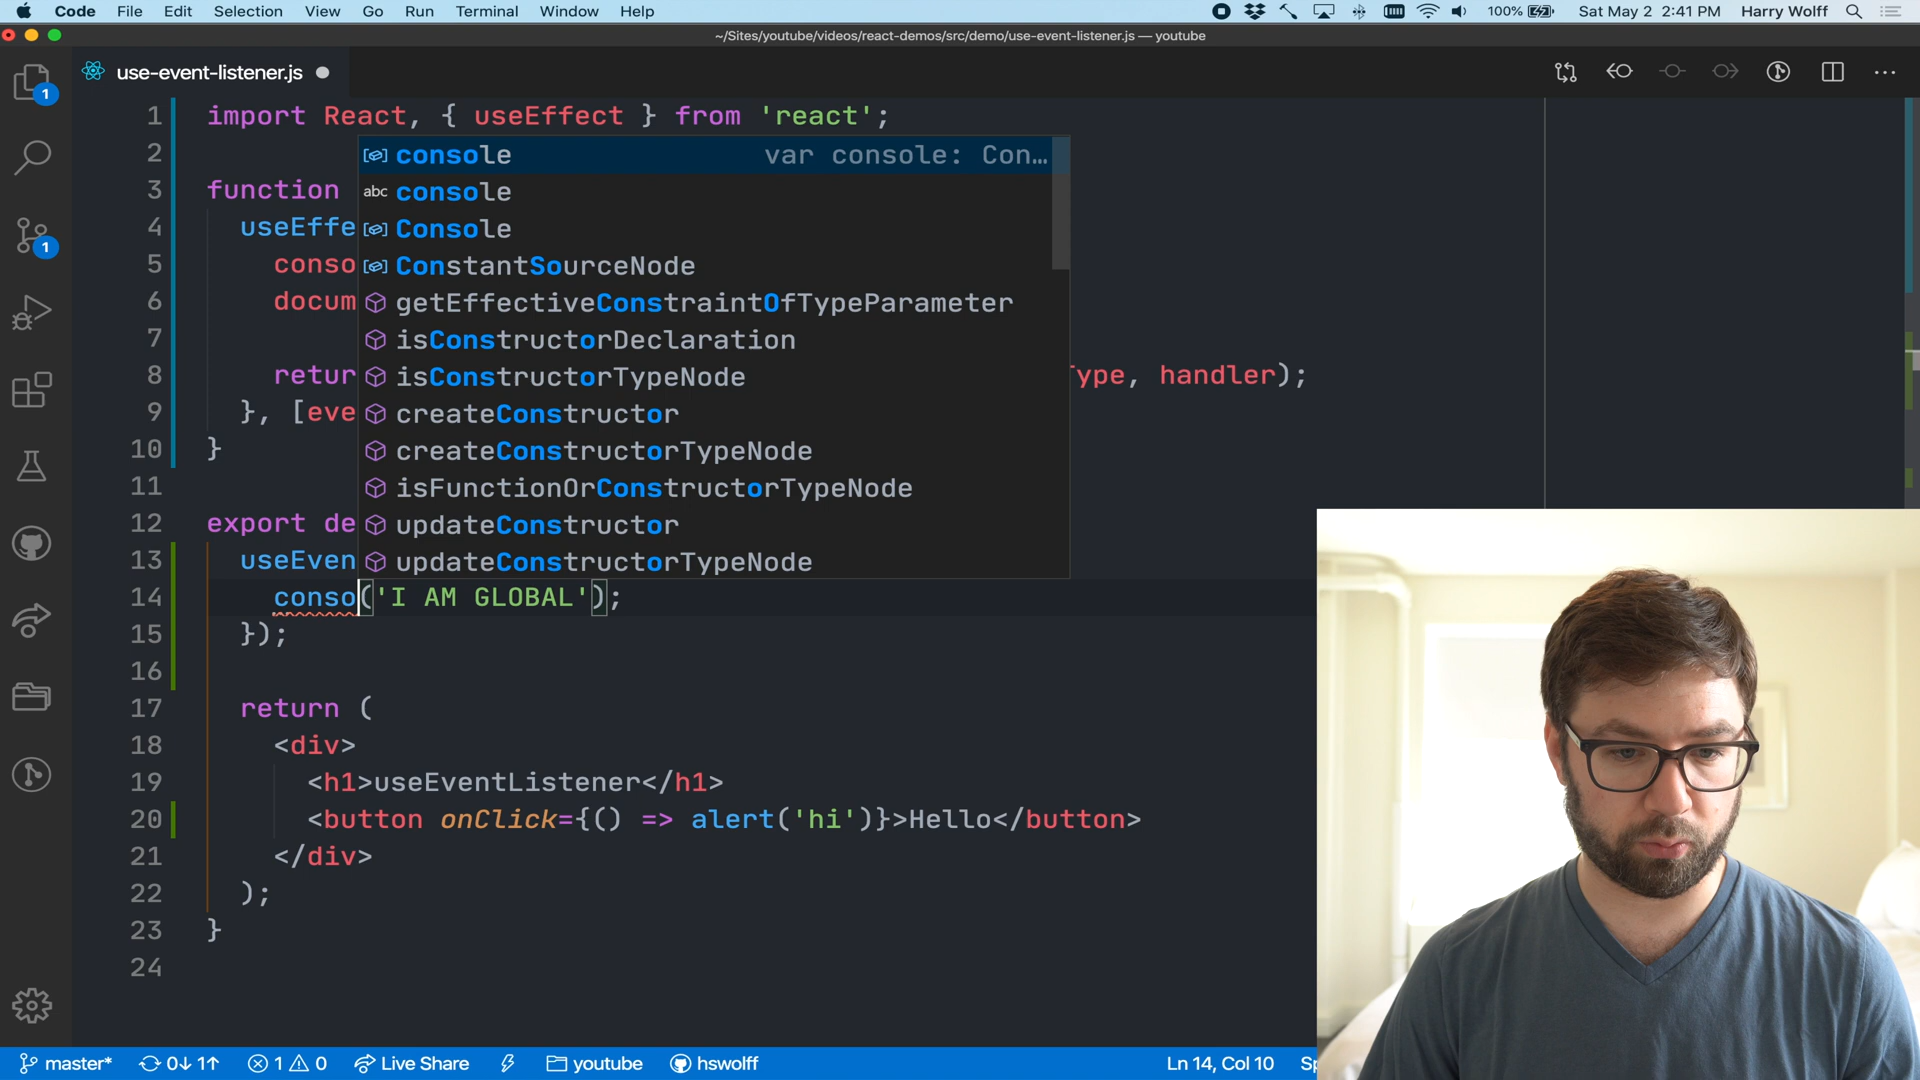 Code File Edit Selection View Go Run Terminal Window Help 100% Sat May 2 2:41 PM Harry Wolff
~/Sites/youtube/videos/react-demos/src/demo/use-event-listener.js — youtube
use-event-listener.js
1 import React, { useEffect } from 'react';
2
3 function
4 useEffe
5 conso
6 docum
7
8 retur Type, handler);
9 }, [eve
10 }
11
12 export de
13 useEven
console var console: Con…
abc console
Console
ConstantSourceNode
getEffectiveConstraintOfTypeParameter
isConstructorDeclaration
isConstructorTypeNode
createConstructor
createConstructorTypeNode
isFunctionOrConstructorTypeNode
updateConstructor
updateConstructorTypeNode
14 conso('I AM GLOBAL');
15 });
16
17 return (
18 <div>
19 <h1>useEventListener</h1>
20 <button onClick={() => alert('hi')}>Hello</button>
21 </div>
22 );
23 }
24
1
1
master* 0↓ 1↑ 1 0 Live Share youtube hswolff Ln 14, Col 10